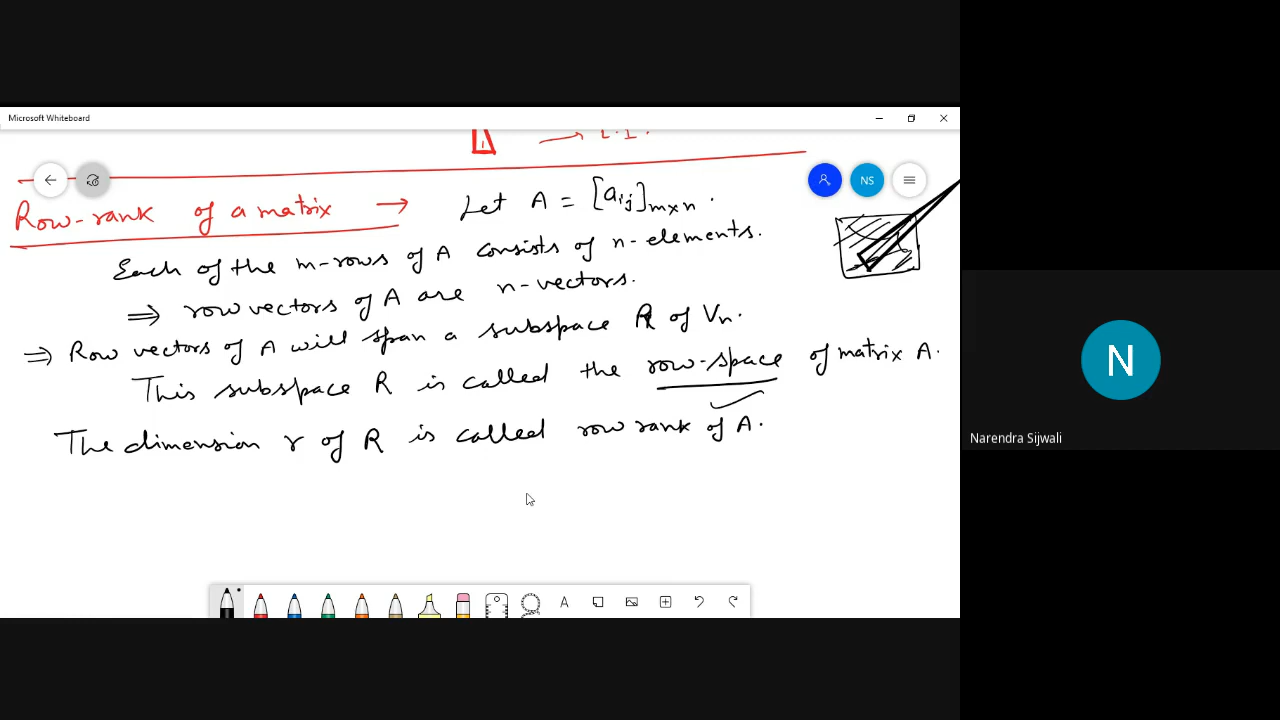 Microsoft Whiteboard
→ L.I.
NS
Row-rank of a matrix → Let A = [aij]m×n.
Each of the m-rows of A consists of n-elements.
⇒ row vectors of A are n-vectors.
⇒ Row vectors of A will span a subspace R of Vn.
This subspace R is called the row-space of matrix A.
The dimension r of R is called row rank of A.
N
Narendra Sijwali
A